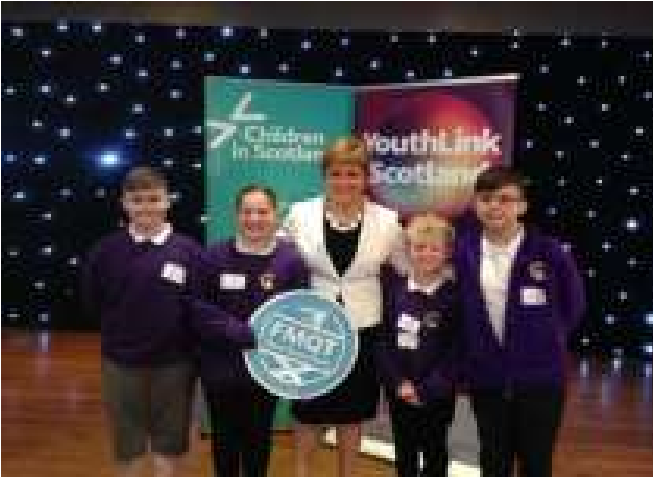 Children
in Scotland
YouthLink
Scotland
FMQT